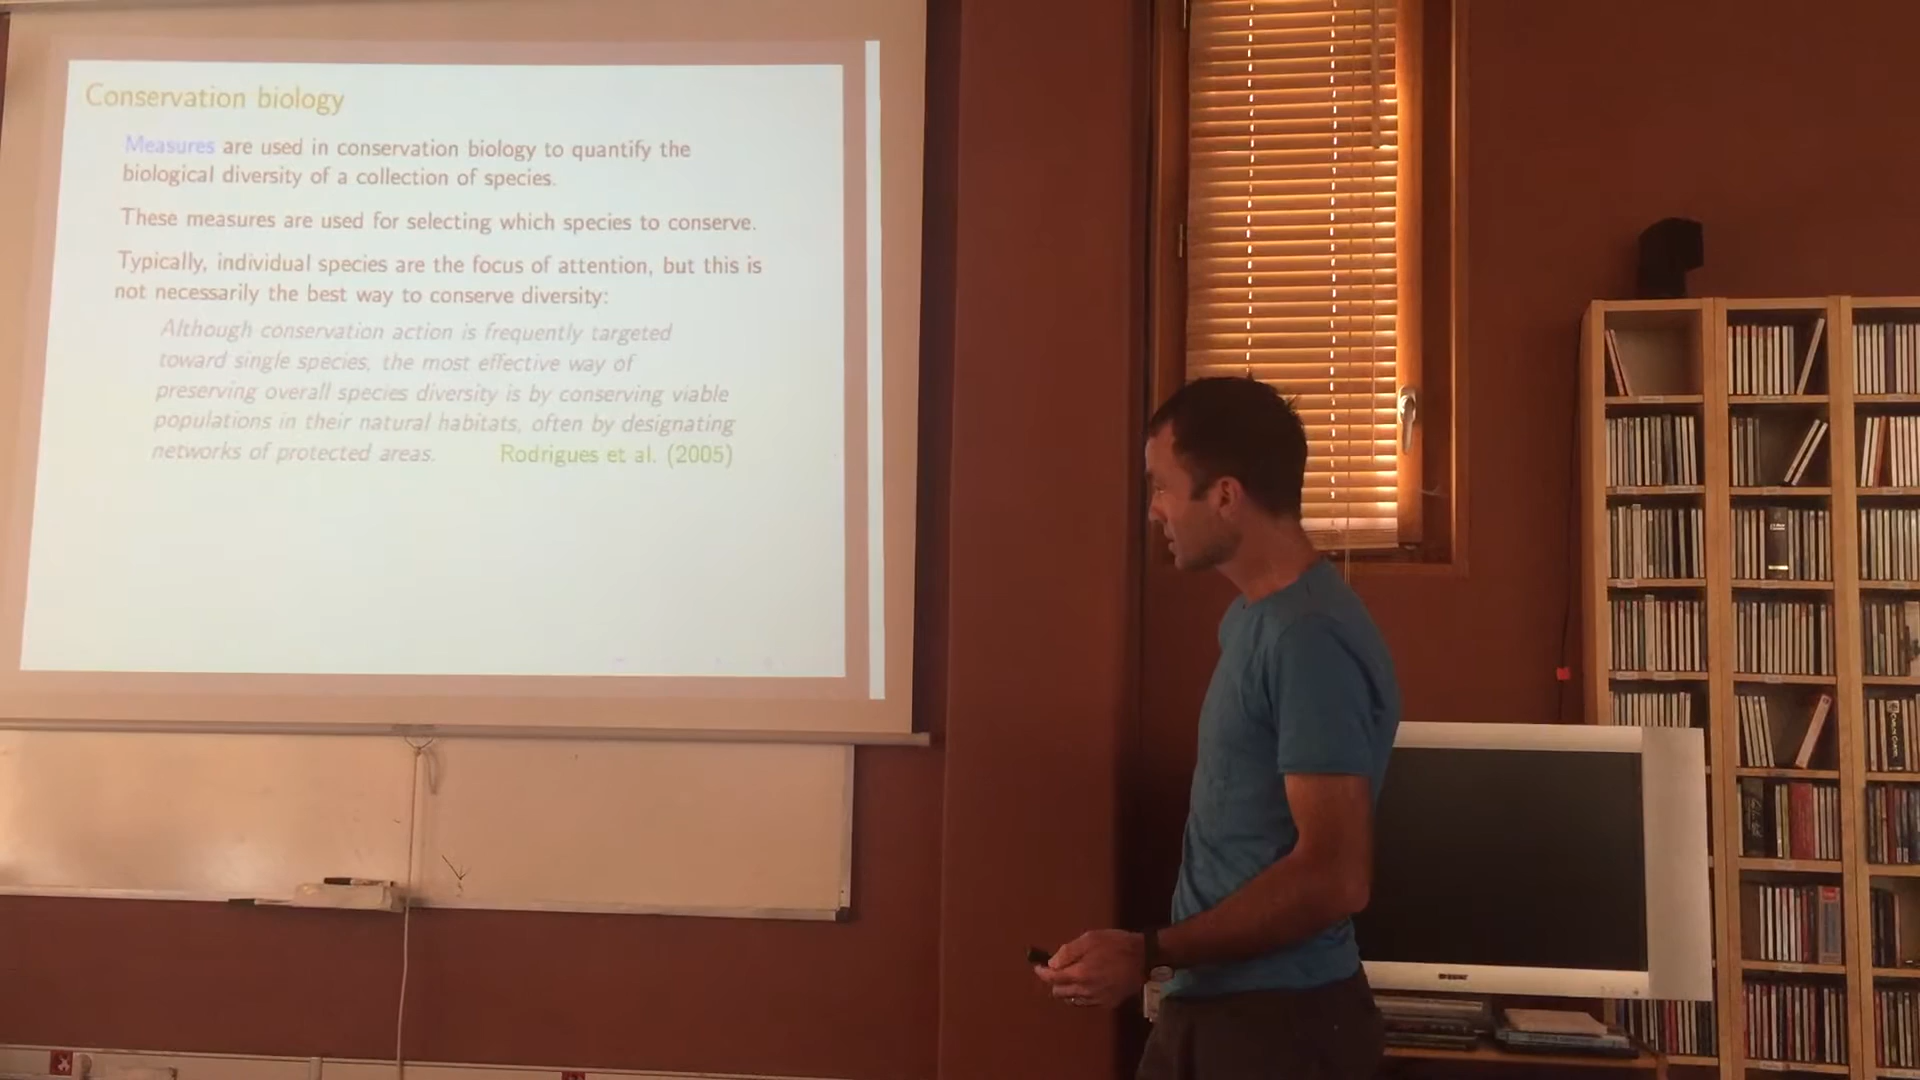 Conservation biology
Measures are used in conservation biology to quantify the
biological diversity of a collection of species.
These measures are used for selecting which species to conserve.
Typically, individual species are the focus of attention, but this is
not necessarily the best way to conserve diversity:
Although conservation action is frequently targeted
toward single species, the most effective way of
preserving overall species diversity is by conserving viable
populations in their natural habitats, often by designating
networks of protected areas. Rodrigues et al. (2005)